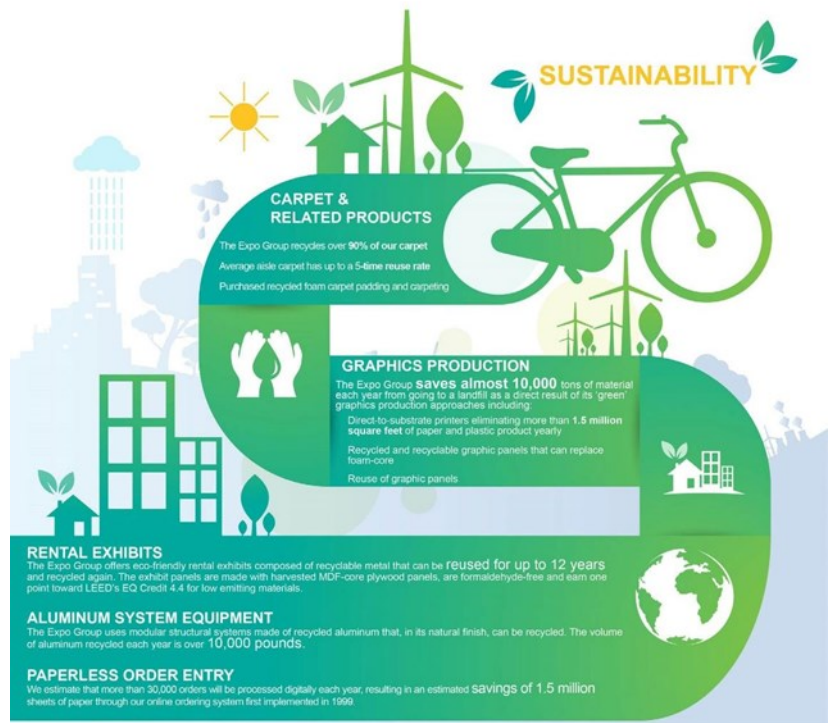 SUSTAINABILITY
CARPET &
RELATED PRODUCTS
The Expo Group recycles over 90% of our carpet
Average aisle carpet has up to a 5-time reuse rate
Purchased recycled foam carpet padding and carpeting
GRAPHICS PRODUCTION
The Expo Group saves almost 10,000 tons of material
each year from going to a landfill as a direct result of its 'green'
graphics production approaches including:
Direct-to-substrate printers eliminating more than 1.5 million
square feet of paper and plastic product yearly
Recycled and recyclable graphic panels that can replace
foam-core
Reuse of graphic panels
RENTAL EXHIBITS
The Expo Group offers eco-friendly rental exhibits composed of recyclable metal that can be reused for up to 12 years
and recycled again. The exhibit panels are made with harvested MDF-core plywood panels, are formaldehyde-free and earn one
point toward LEED's EQ Credit 4.4 for low emitting materials.
ALUMINUM SYSTEM EQUIPMENT
The Expo Group uses modular structural systems made of recycled aluminum that, in its natural finish, can be recycled. The volume
of aluminum recycled each year is over 10,000 pounds.
PAPERLESS ORDER ENTRY
We estimate that more than 30,000 orders will be processed digitally each year, resulting in an estimated savings of 1.5 million
sheets of paper through our online ordering system first implemented in 1999.